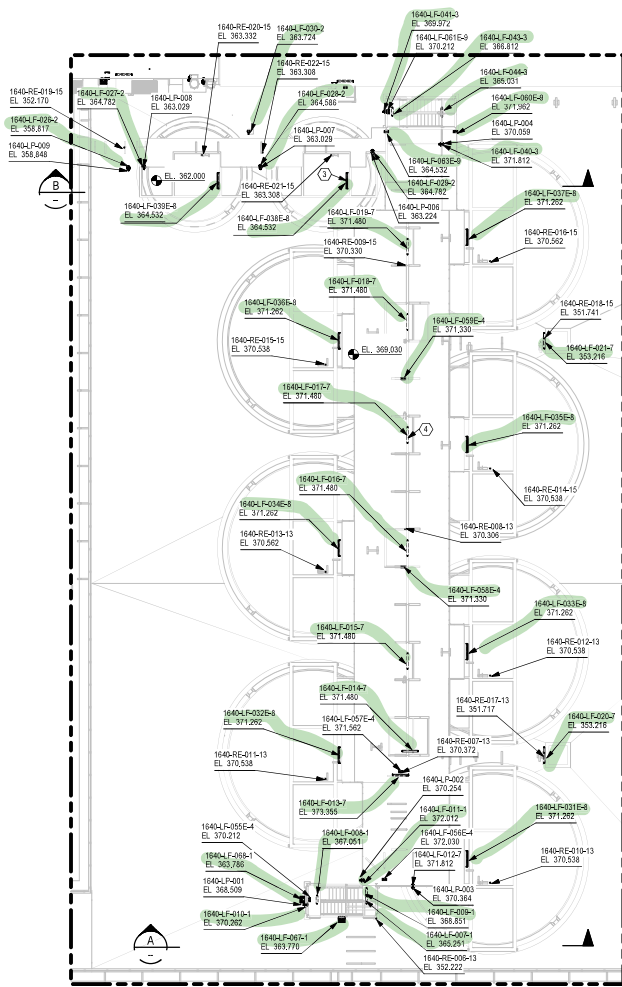 1640-LF-041-3
EL 369.972
1640-LF-061E-9
EL 370.212
1640-LF-043-3
EL 366.812
1640-RE-020-15
EL 363.332
1640-LF-030-2
EL 363.724
1640-RE-022-15
EL 363.308
1640-LF-044-3
EL 365.031
1640-RE-019-15
EL 352.170
1640-LF-027-2
EL 364.782
1640-LP-008
EL 363.029
1640-LF-028-2
EL 364.586
1640-LF-060E-9
EL 371.962
1640-LF-026-2
EL 358.817
1640-LP-007
EL 363.029
1640-LP-004
EL 370.059
1640-LP-009
EL 358.848
1640-LF-040-3
EL 371.812
1640-LF-063E-9
EL 364.532
B
EL 362.000
3
1640-RE-021-15
EL 363.308
1640-LF-029-2
EL 364.782
1640-LF-037E-8
EL 371.262
1640-LF-039E-8
EL 364.532
1640-LP-006
EL 363.224
1640-LF-038E-8
EL 364.532
1640-LF-019-7
EL 371.480
1640-RE-016-15
EL 370.562
1640-RE-009-15
EL 370.330
1640-LF-018-7
EL 371.480
1640-LF-036E-8
EL 371.262
1640-RE-018-15
EL 351.741
1640-LF-059E-4
EL 371.330
1640-LF-021-7
EL 353.216
1640-RE-015-15
EL 370.538
EL. 369.030
1640-LF-017-7
EL 371.480
4
1640-LF-035E-8
EL 371.262
1640-LF-016-7
EL 371.480
1640-RE-014-15
EL 370.538
1640-LF-034E-8
EL 371.262
1640-RE-008-13
EL 370.306
1640-RE-013-13
EL 370.562
1640-LF-058E-4
EL 371.330
1640-LF-033E-8
EL 371.262
1640-LF-015-7
EL 371.480
1640-RE-012-13
EL 370.538
1640-LF-014-7
EL 371.480
1640-RE-017-13
EL 351.717
1640-LF-032E-8
EL 371.262
1640-LF-057E-4
EL 371.562
1640-LF-020-7
EL 353.216
1640-RE-007-13
EL 370.372
1640-RE-011-13
EL 370.538
1640-LP-002
EL 370.254
1640-LF-013-7
EL 373.355
1640-LF-011-1
EL 372.012
1640-LF-031E-8
EL 371.262
1640-LF-055E-4
EL 370.212
1640-LF-008-1
EL 367.051
1640-LF-056E-4
EL 372.030
1640-LF-068-1
EL 363.786
1640-LF-012-7
EL 371.812
1640-RE-010-13
EL 370.538
1640-LP-001
EL 368.509
1640-LP-003
EL 370.364
1640-LF-010-1
EL 370.262
1640-LF-009-1
EL 368.851
A
1640-LF-067-1
EL 363.770
1640-LF-007-1
EL 365.251
1640-RE-006-13
EL 352.222